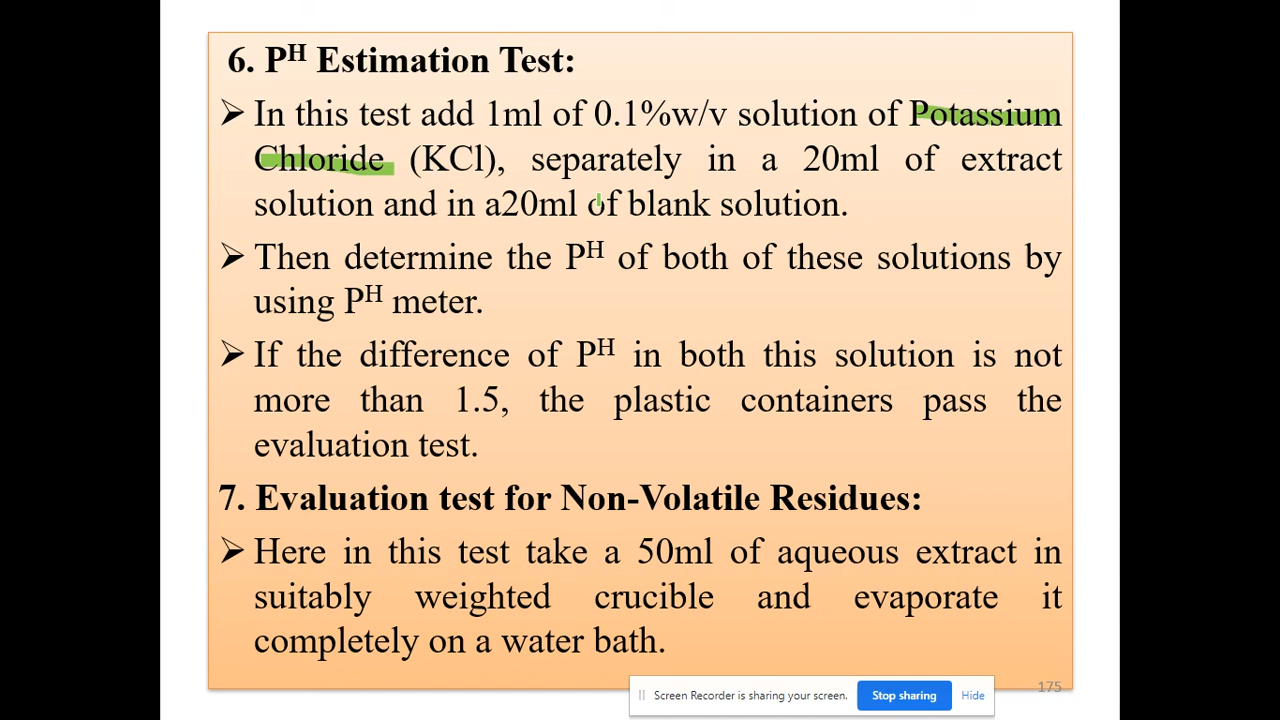 6. P^H Estimation Test:
➢ In this test add 1ml of 0.1%w/v solution of Potassium
Chloride (KCl), separately in a 20ml of extract
solution and in a20ml of blank solution.
➢ Then determine the P^H of both of these solutions by
using P^H meter.
➢ If the difference of P^H in both this solution is not
more than 1.5, the plastic containers pass the
evaluation test.
7. Evaluation test for Non-Volatile Residues:
➢ Here in this test take a 50ml of aqueous extract in
suitably weighted crucible and evaporate it
completely on a water bath.
175
Screen Recorder is sharing your screen. Stop sharing Hide